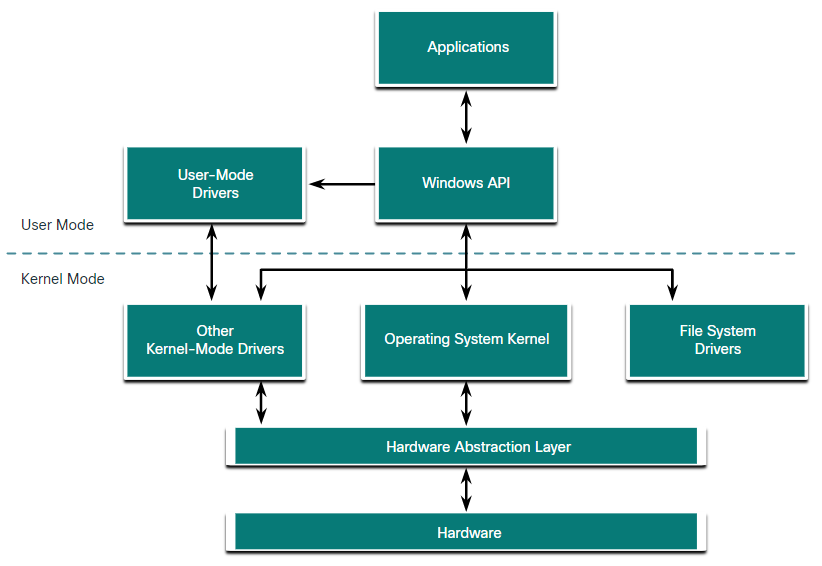 Applications
User-Mode
Drivers
Windows API
User Mode
Kernel Mode
Other
Kernel-Mode Drivers
Operating System Kernel
File System
Drivers
Hardware Abstraction Layer
Hardware